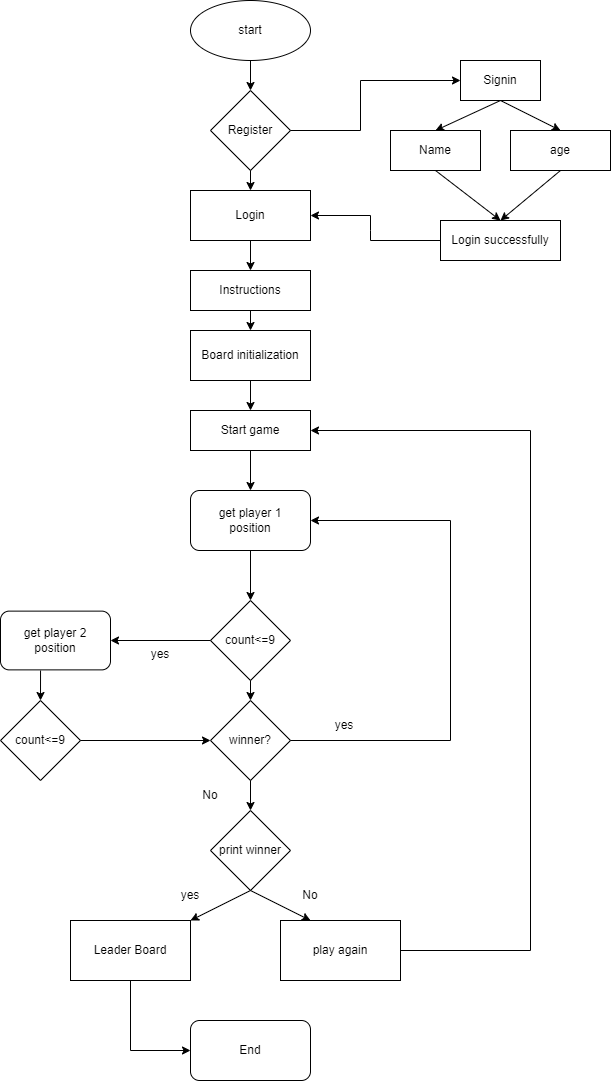 start
Signin
Register
Name
age
Login
Login successfully
Instructions
Board initialization
Start game
get player 1
position
get player 2
position
count<=9
yes
count<=9
winner?
yes
No
print winner
yes
No
Leader Board
play again
End